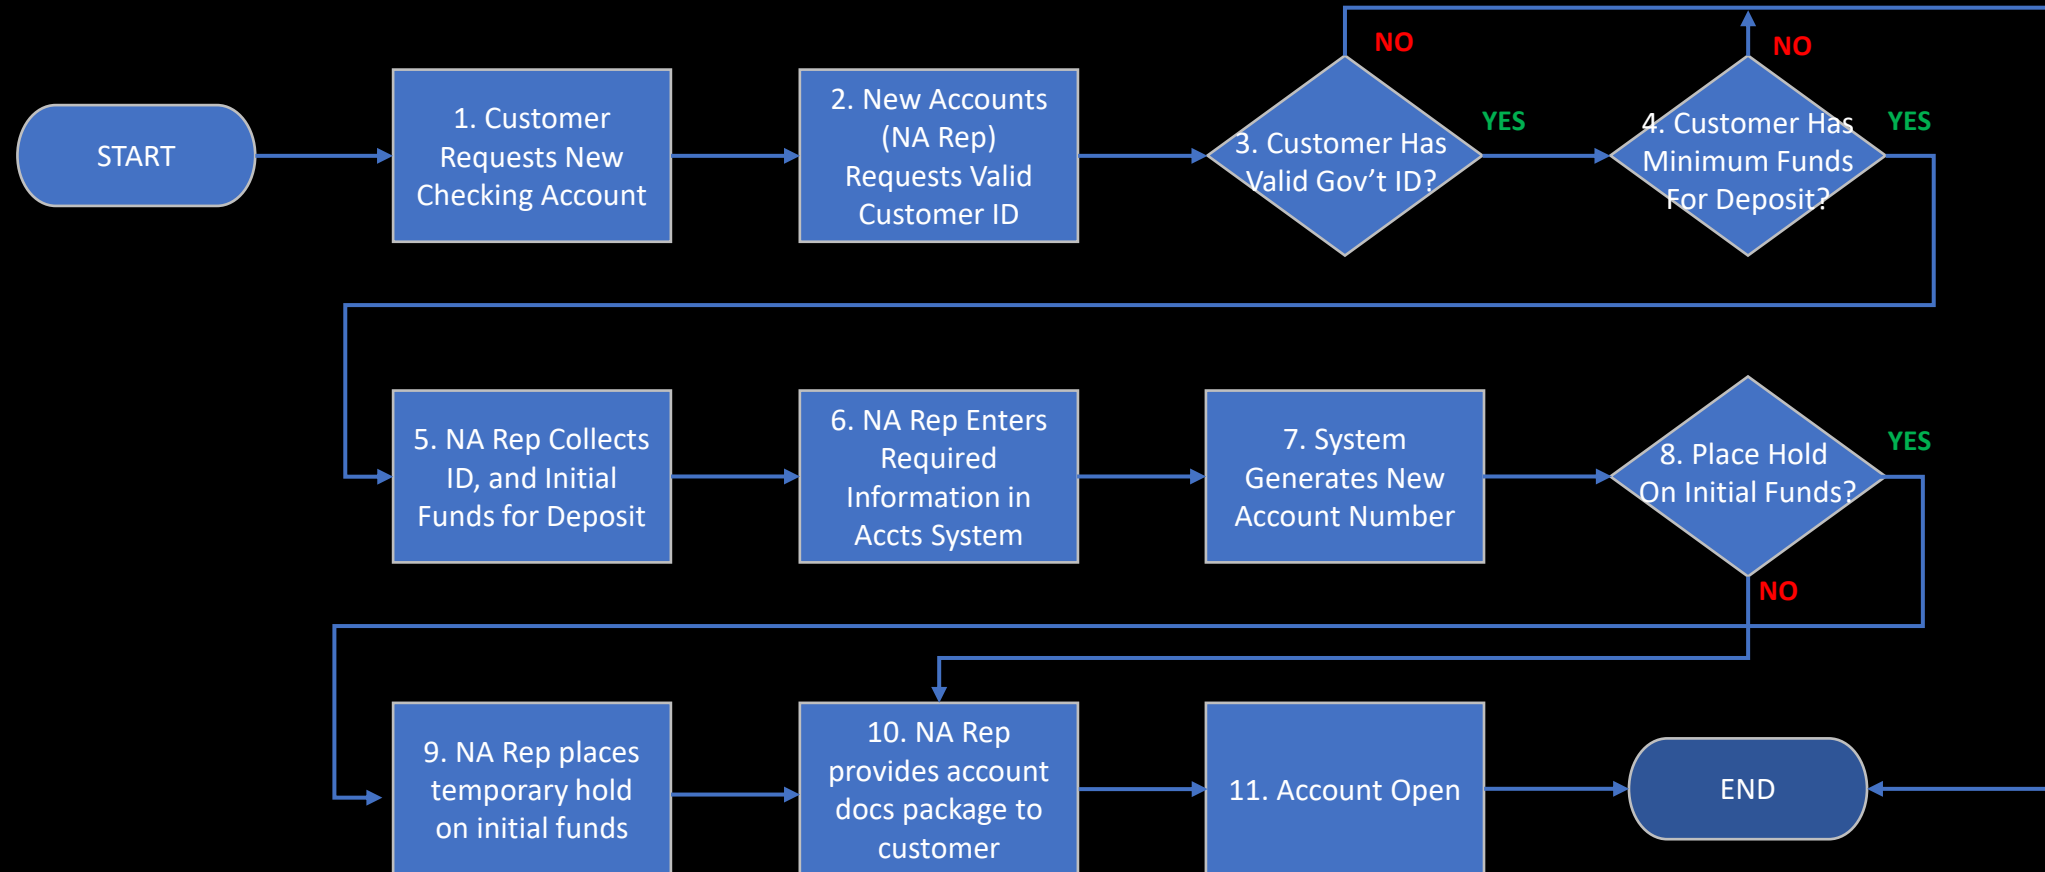 START
1. Customer
Requests New
Checking Account
2. New Accounts
(NA Rep)
Requests Valid
Customer ID
3. Customer Has
Valid Gov’t ID?
NO
YES
4. Customer Has
Minimum Funds
For Deposit?
NO
YES
5. NA Rep Collects
ID, and Initial
Funds for Deposit
6. NA Rep Enters
Required
Information in
Accts System
7. System
Generates New
Account Number
8. Place Hold
On Initial Funds?
YES
NO
9. NA Rep places
temporary hold
on initial funds
10. NA Rep
provides account
docs package to
customer
11. Account Open
END